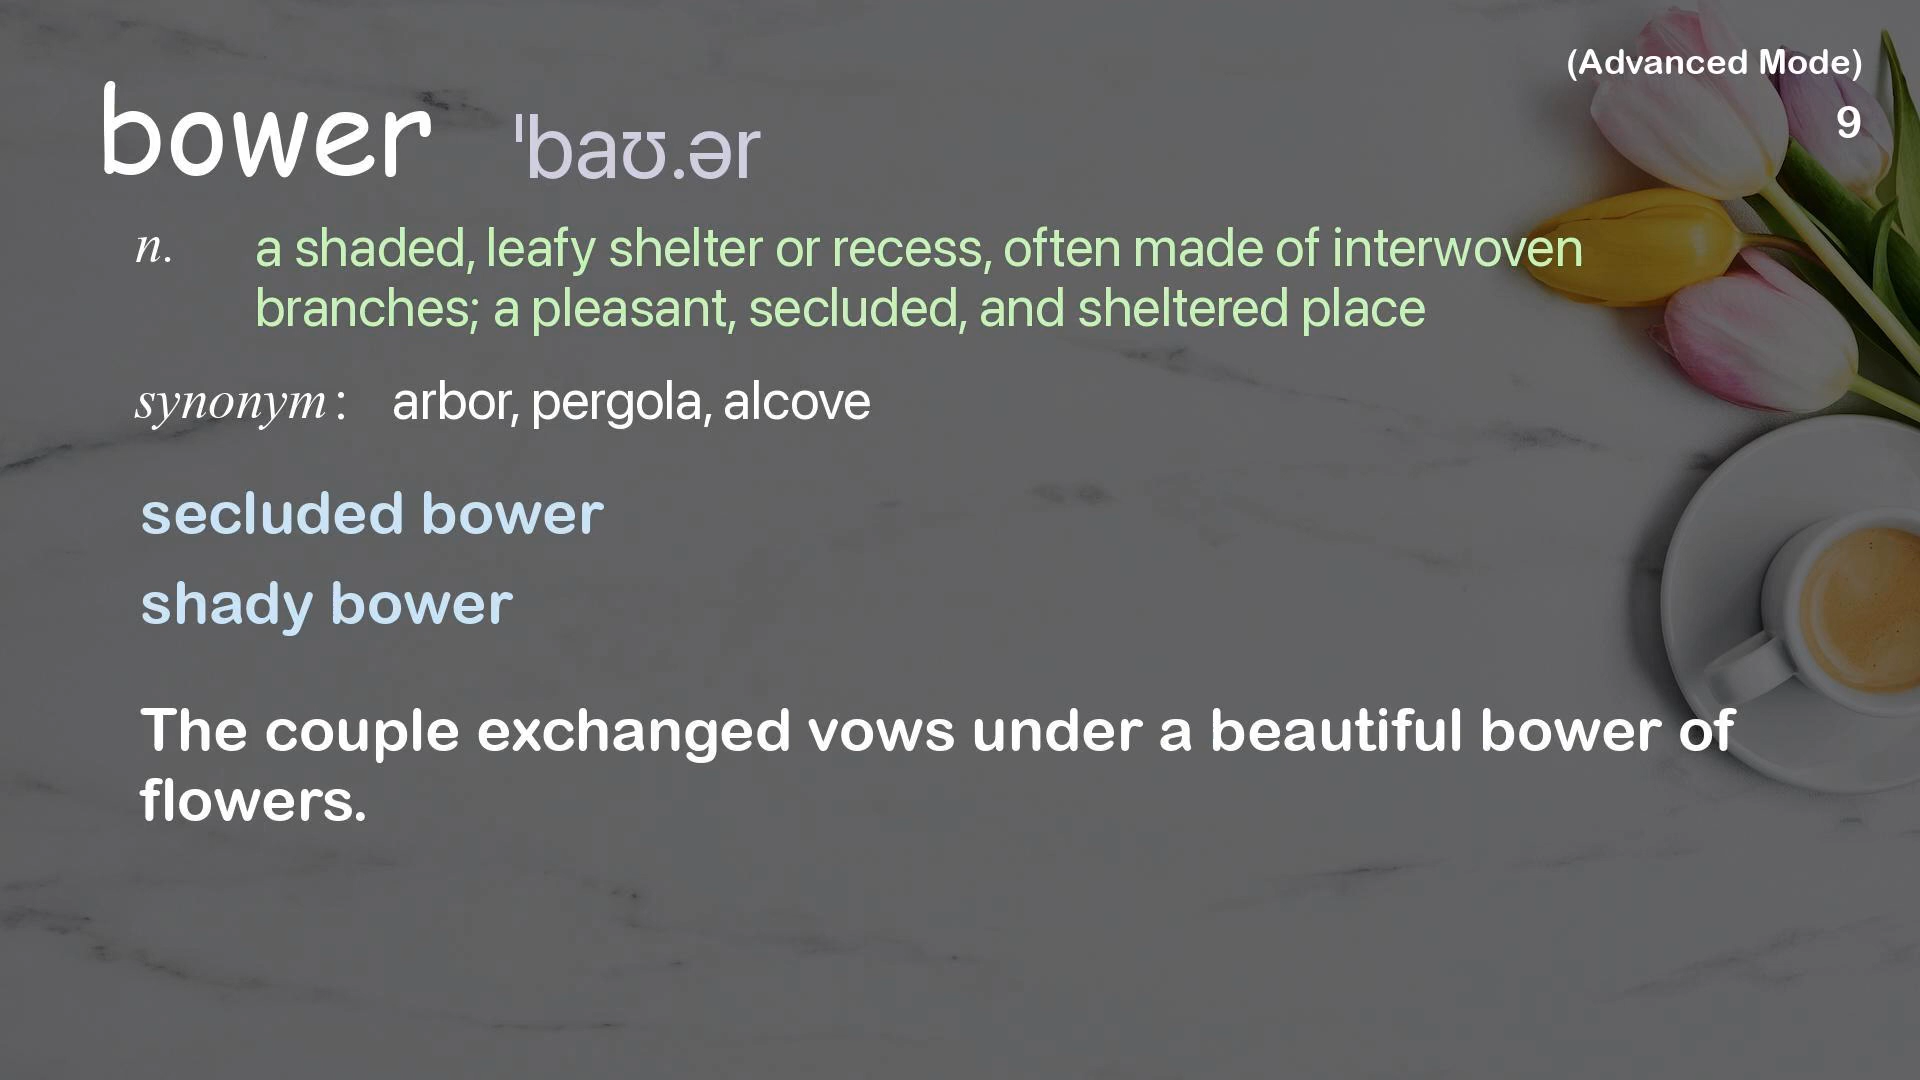 (Advanced Mode)
9
bower ˈbaʊ.ər
n. a shaded, leafy shelter or recess, often made of interwoven
branches; a pleasant, secluded, and sheltered place
synonym: arbor, pergola, alcove
secluded bower
shady bower
The couple exchanged vows under a beautiful bower of
flowers.